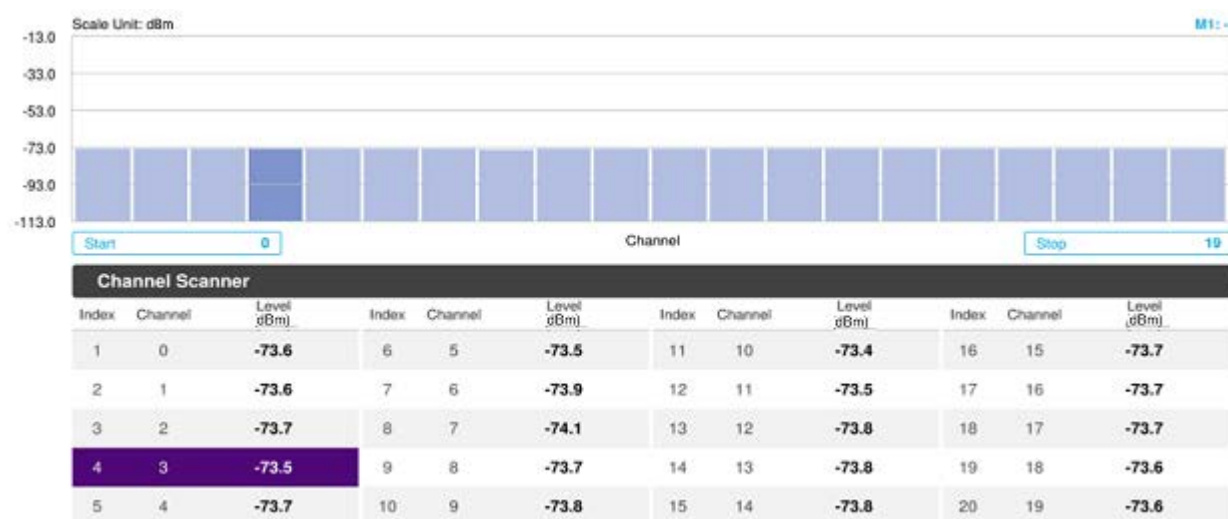 Scale Unit: dBm M1: -
-13.0
-33.0
-53.0
-73.0
-93.0
-113.0
Start 0 Channel Stop 19
Channel Scanner
Index Channel Level (dBm) Index Channel Level (dBm) Index Channel Level (dBm) Index Channel Level (dBm)
1 0 -73.6 6 5 -73.5 11 10 -73.4 16 15 -73.7
2 1 -73.6 7 6 -73.9 12 11 -73.5 17 16 -73.7
3 2 -73.7 8 7 -74.1 13 12 -73.8 18 17 -73.7
4 3 -73.5 9 8 -73.7 14 13 -73.8 19 18 -73.6
5 4 -73.7 10 9 -73.8 15 14 -73.8 20 19 -73.6